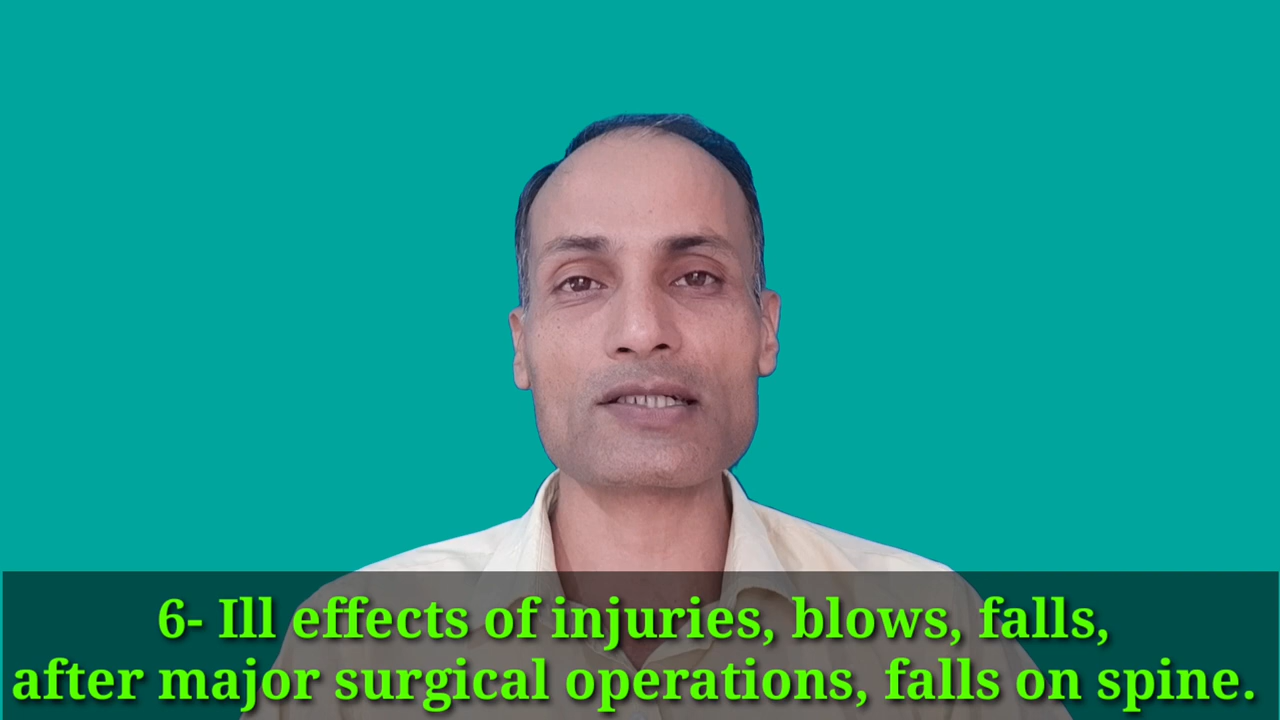 6- Ill effects of injuries, blows, falls,
after major surgical operations, falls on spine.